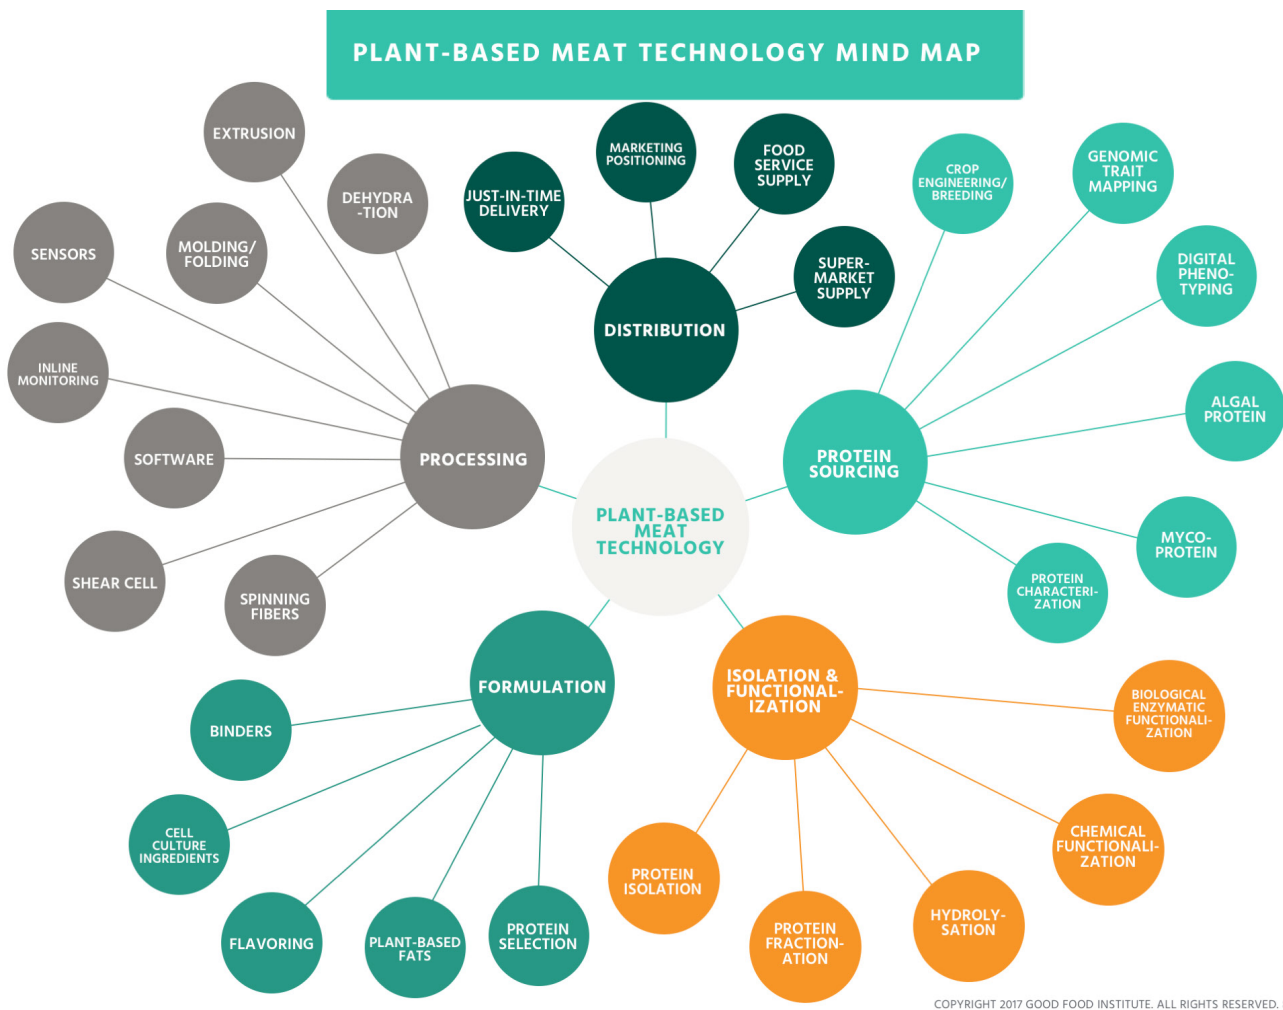 PLANT-BASED MEAT TECHNOLOGY MIND MAP
EXTRUSION
DEHYDRA
-TION
SENSORS
MOLDING/
FOLDING
INLINE
MONITORING
SOFTWARE
SHEAR CELL
SPINNING
FIBERS
PROCESSING
JUST-IN-TIME
DELIVERY
MARKETING
POSITIONING
FOOD
SERVICE
SUPPLY
SUPER-
MARKET
SUPPLY
DISTRIBUTION
CROP
ENGINEERING/
BREEDING
GENOMIC
TRAIT
MAPPING
DIGITAL
PHENO-
TYPING
ALGAL
PROTEIN
MYCO-
PROTEIN
PROTEIN
CHARACTERI-
ZATION
PROTEIN
SOURCING
PLANT-BASED
MEAT
TECHNOLOGY
FORMULATION
BINDERS
CELL
CULTURE
INGREDIENTS
FLAVORING
PLANT-BASED
FATS
PROTEIN
SELECTION
ISOLATION &
FUNCTIONAL-
IZATION
BIOLOGICAL
ENZYMATIC
FUNCTIONALI-
ZATION
CHEMICAL
FUNCTIONALI-
ZATION
HYDROLY-
SATION
PROTEIN
FRACTION-
ATION
PROTEIN
ISOLATION
COPYRIGHT 2017 GOOD FOOD INSTITUTE. ALL RIGHTS RESERVED.